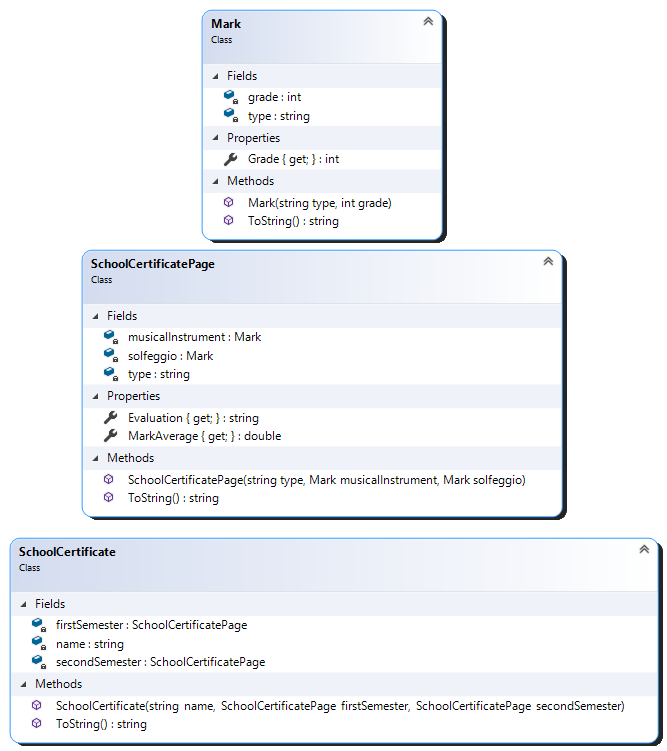 Mark
Class
Fields
grade : int
type : string
Properties
Grade { get; } : int
Methods
Mark(string type, int grade)
ToString() : string
SchoolCertificatePage
Class
Fields
musicalInstrument : Mark
solfeggio : Mark
type : string
Properties
Evaluation { get; } : string
MarkAverage { get; } : double
Methods
SchoolCertificatePage(string type, Mark musicalInstrument, Mark solfeggio)
ToString() : string
SchoolCertificate
Class
Fields
firstSemester : SchoolCertificatePage
name : string
secondSemester : SchoolCertificatePage
Methods
SchoolCertificate(string name, SchoolCertificatePage firstSemester, SchoolCertificatePage secondSemester)
ToString() : string